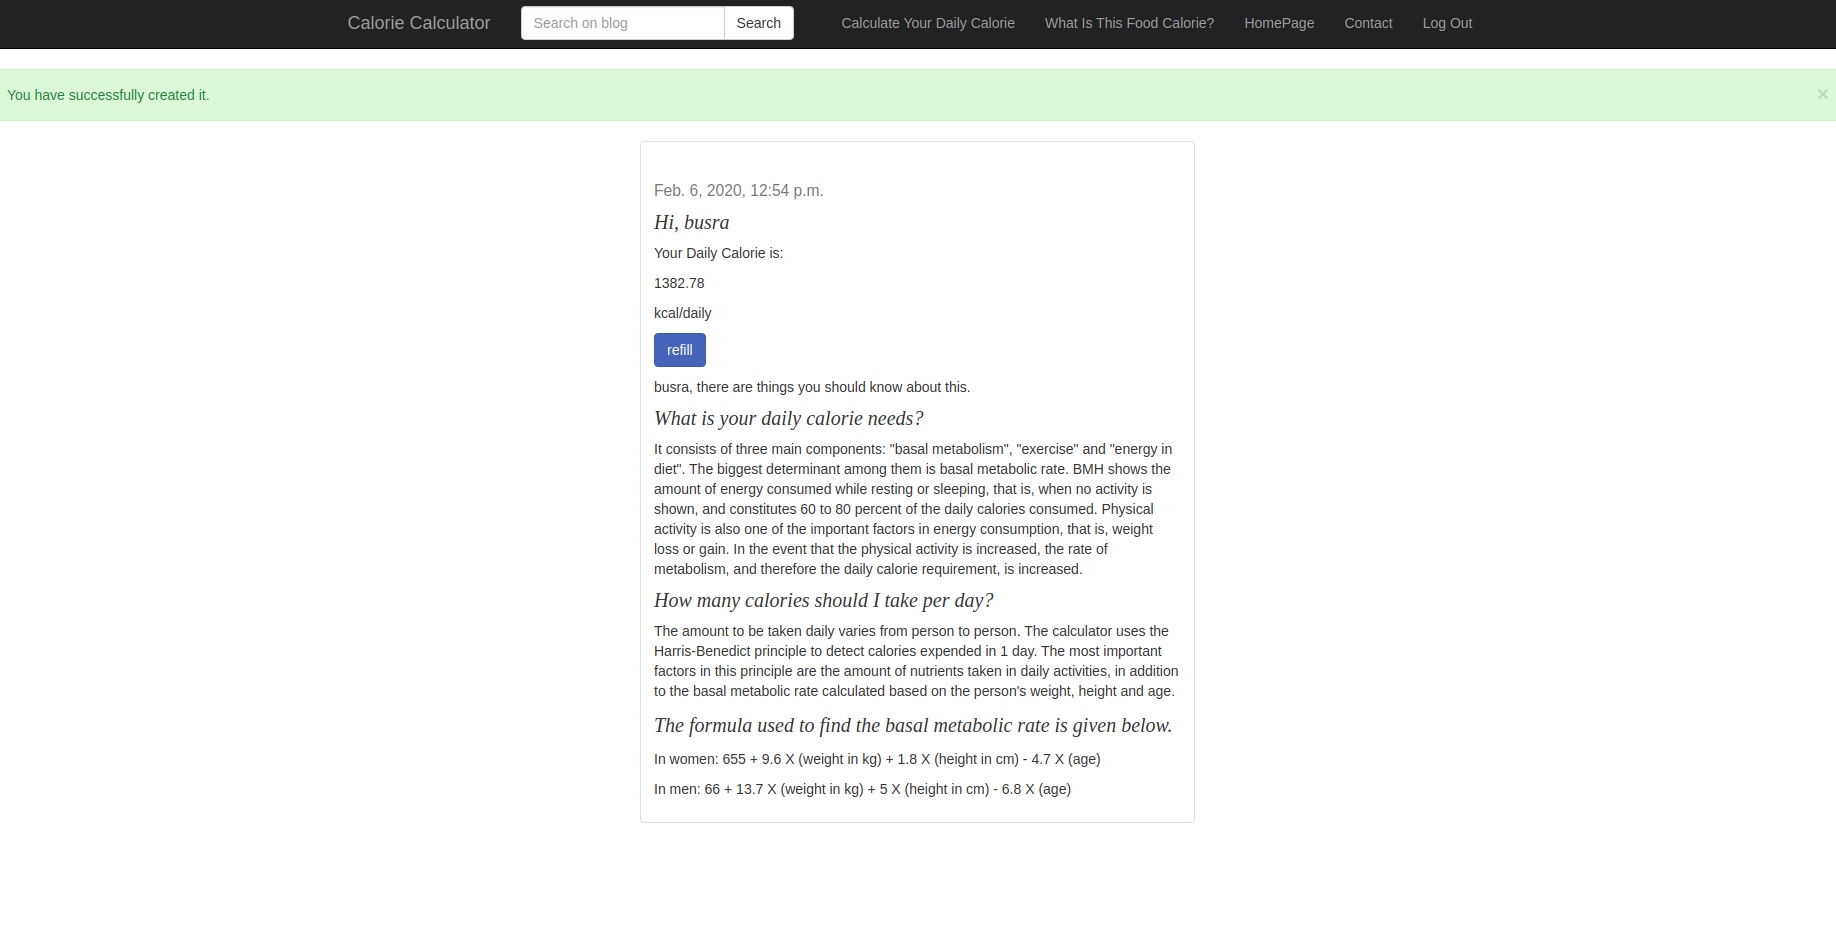 Calorie Calculator
Search on blog
Search
Calculate Your Daily Calorie
What Is This Food Calorie?
HomePage
Contact
Log Out
You have successfully created it.
×
Feb. 6, 2020, 12:54 p.m.
Hi, busra
Your Daily Calorie is:
1382.78
kcal/daily
refill
busra, there are things you should know about this.
What is your daily calorie needs?
It consists of three main components: "basal metabolism", "exercise" and "energy in
diet". The biggest determinant among them is basal metabolic rate. BMH shows the
amount of energy consumed while resting or sleeping, that is, when no activity is
shown, and constitutes 60 to 80 percent of the daily calories consumed. Physical
activity is also one of the important factors in energy consumption, that is, weight
loss or gain. In the event that the physical activity is increased, the rate of
metabolism, and therefore the daily calorie requirement, is increased.
How many calories should I take per day?
The amount to be taken daily varies from person to person. The calculator uses the
Harris-Benedict principle to detect calories expended in 1 day. The most important
factors in this principle are the amount of nutrients taken in daily activities, in addition
to the basal metabolic rate calculated based on the person's weight, height and age.
The formula used to find the basal metabolic rate is given below.
In women: 655 + 9.6 X (weight in kg) + 1.8 X (height in cm) - 4.7 X (age)
In men: 66 + 13.7 X (weight in kg) + 5 X (height in cm) - 6.8 X (age)